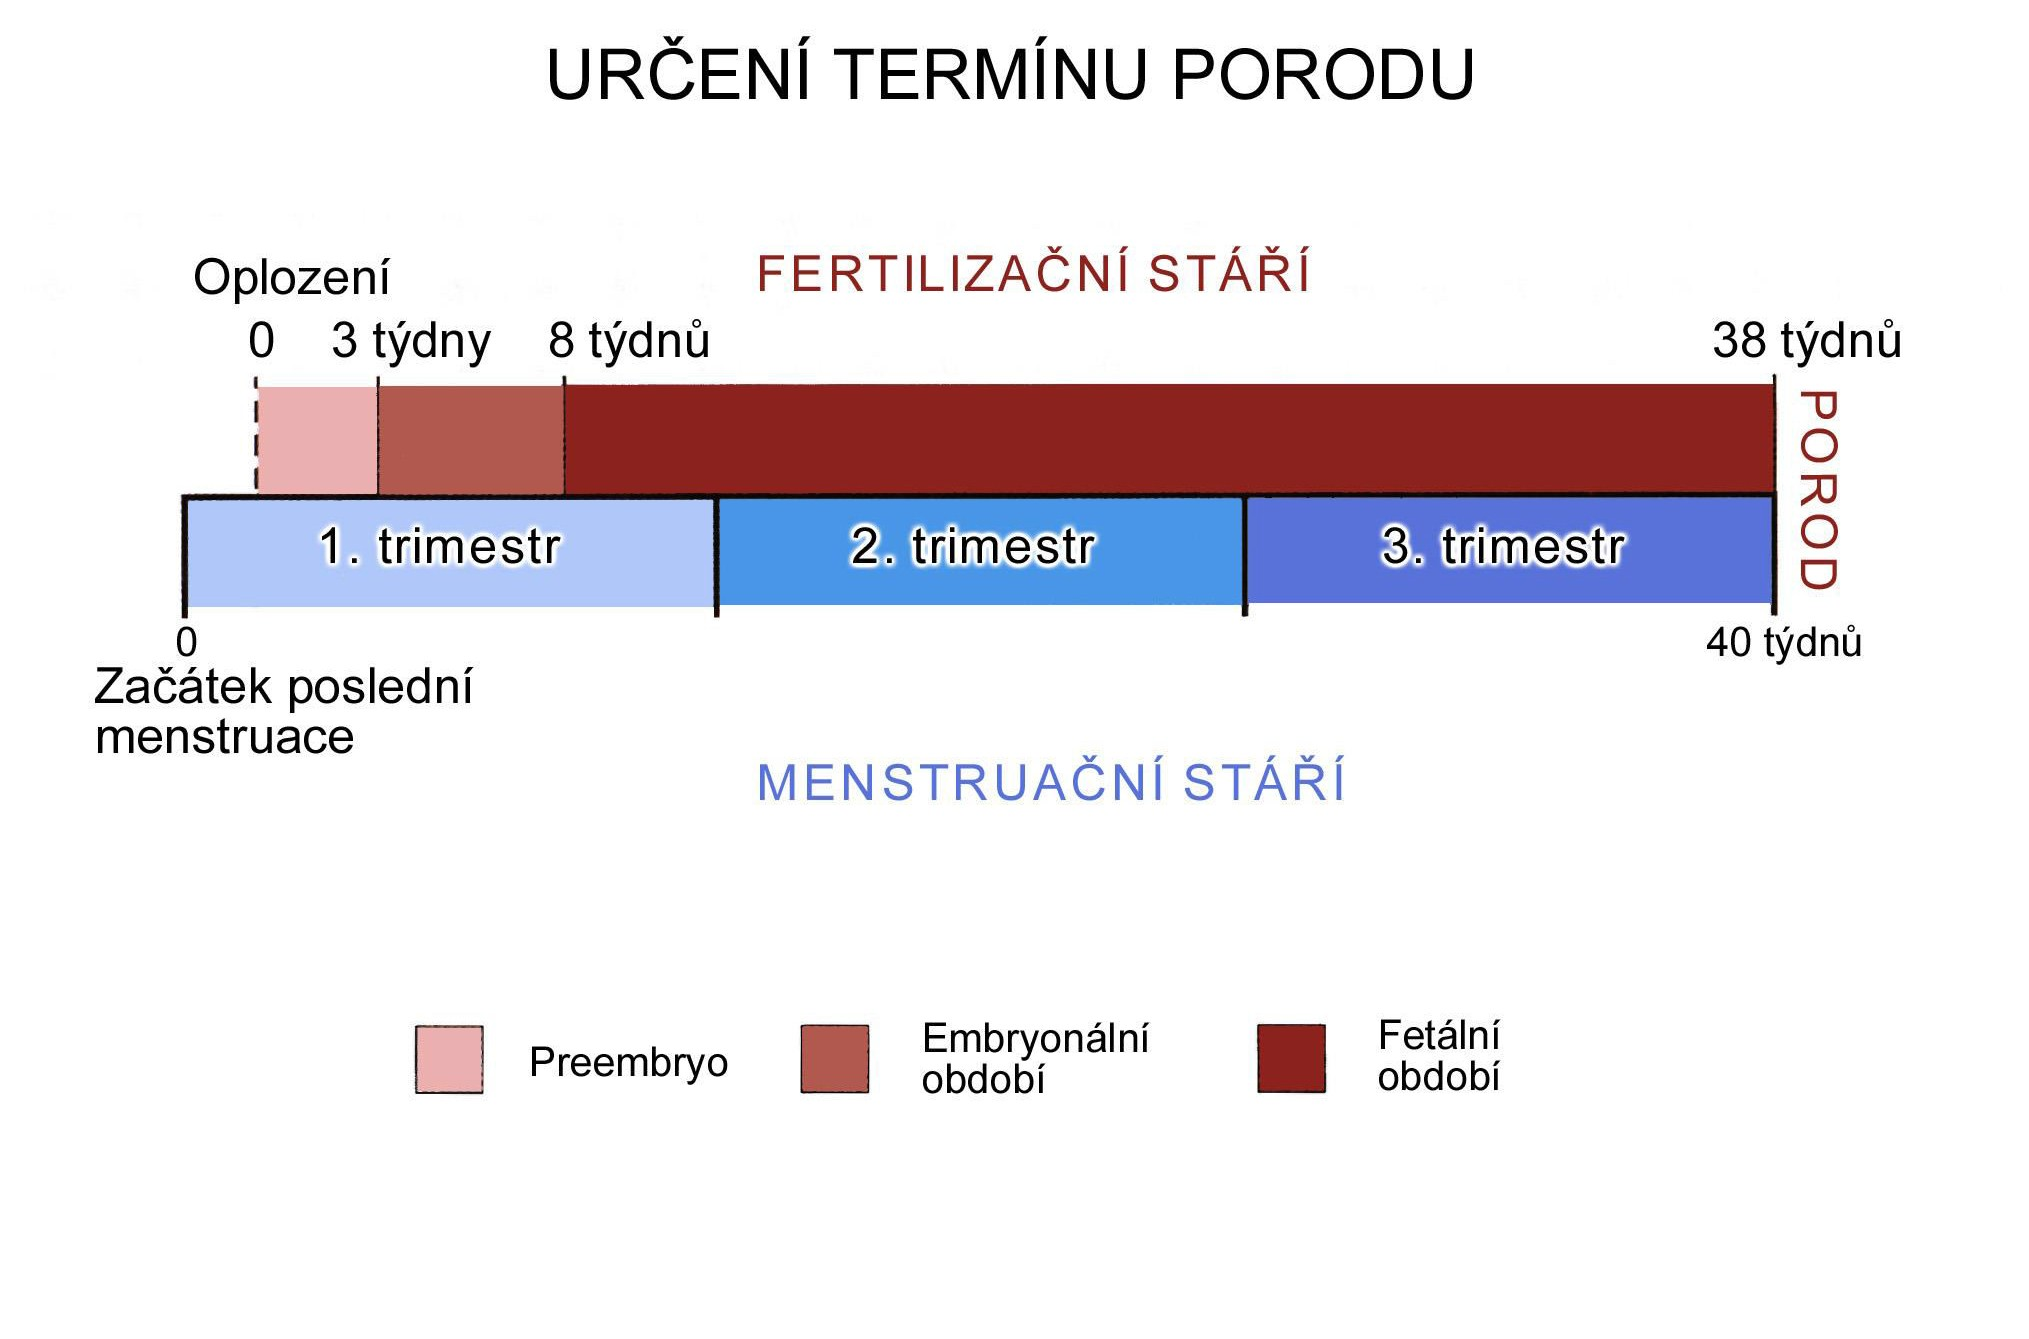 URČENÍ TERMÍNU PORODU
FERTILIZAČNÍ STÁŘÍ
Oplození
0 3 týdny 8 týdnů 38 týdnů
POROD
1. trimestr 2. trimestr 3. trimestr
0 40 týdnů
Začátek poslední
menstruace
MENSTRUAČNÍ STÁŘÍ
Preembryo
Embryonální
období
Fetální
období